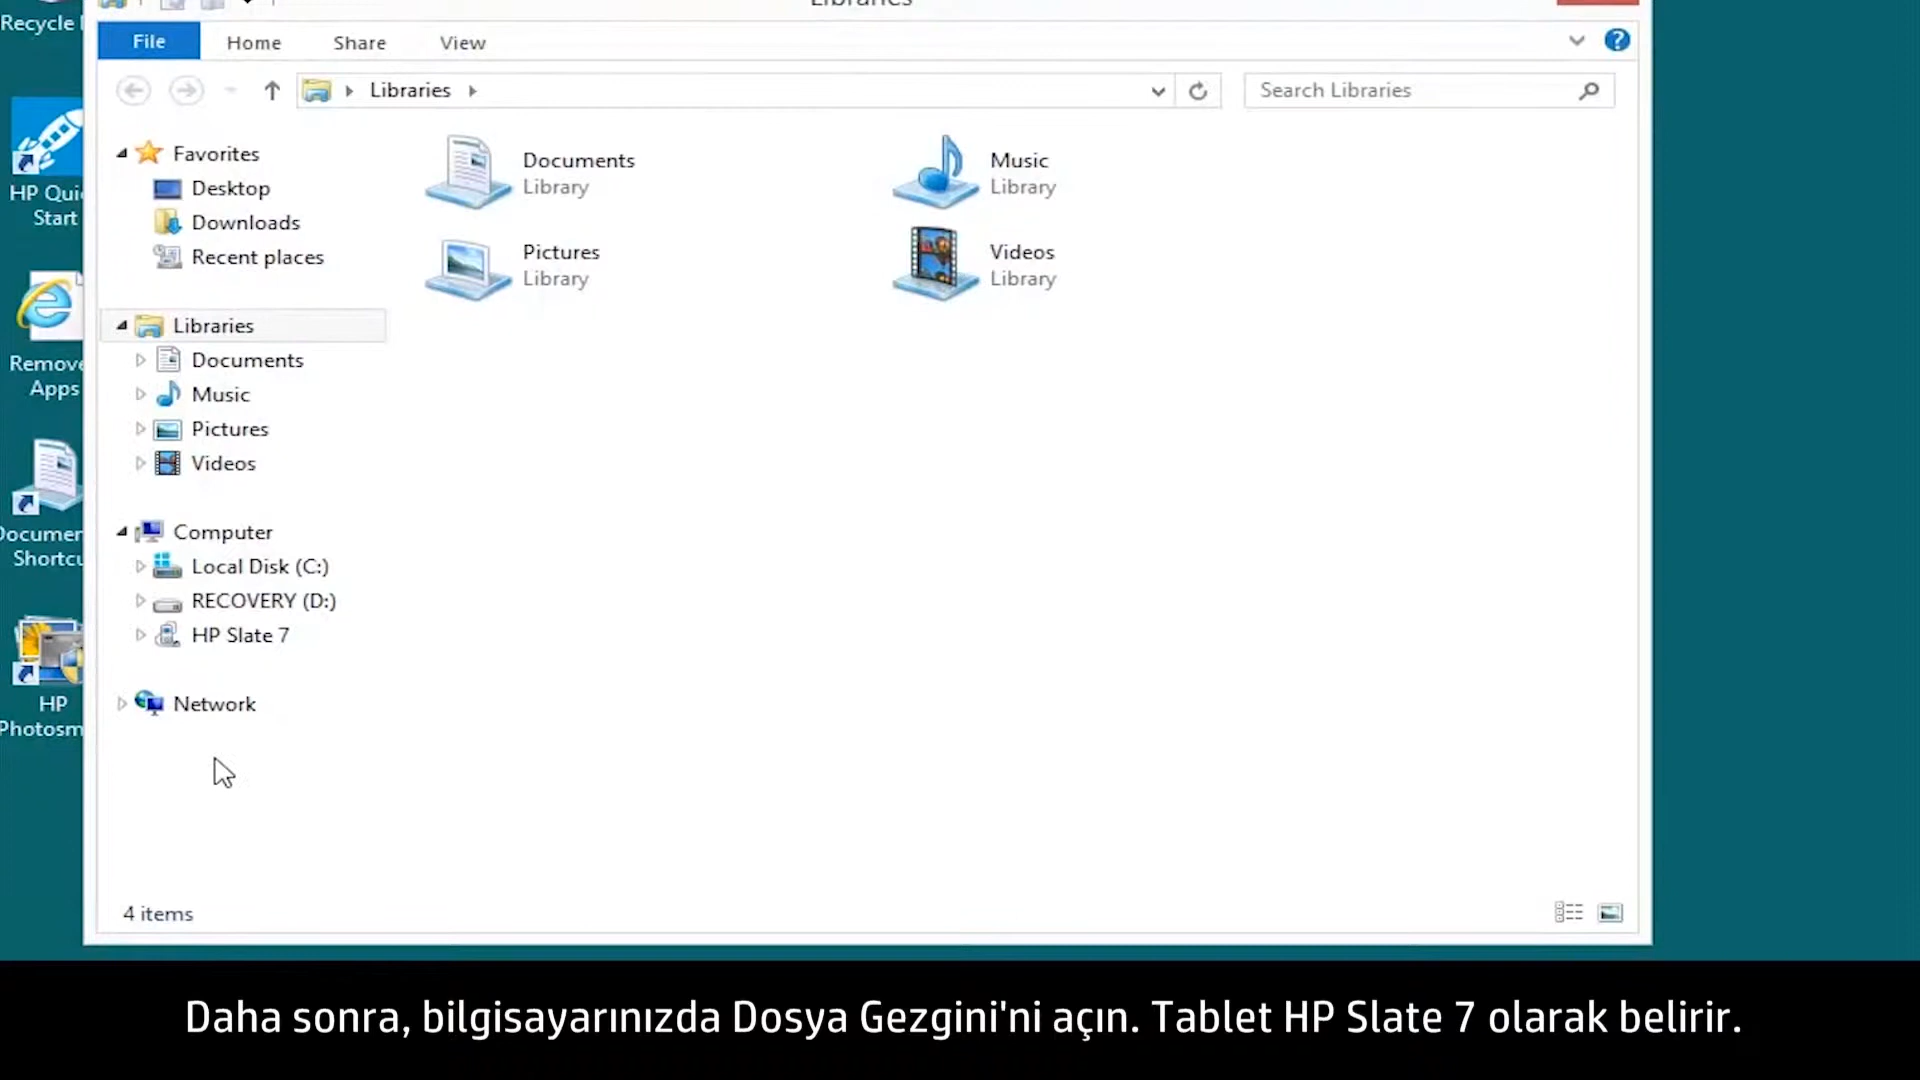 Libraries
Recycle
File Home Share View
Libraries
Search Libraries
Favorites
Desktop
Downloads
Recent places
Libraries
Documents
Music
Pictures
Videos
Computer
Local Disk (C:)
RECOVERY (D:)
HP Slate 7
Network
Documents
Library
Music
Library
Pictures
Library
Videos
Library
HP Qui
Start
Remove
Apps
Documen
Shortcu
HP
Photosm
4 items
Daha sonra, bilgisayarınızda Dosya Gezgini'ni açın. Tablet HP Slate 7 olarak belirir.